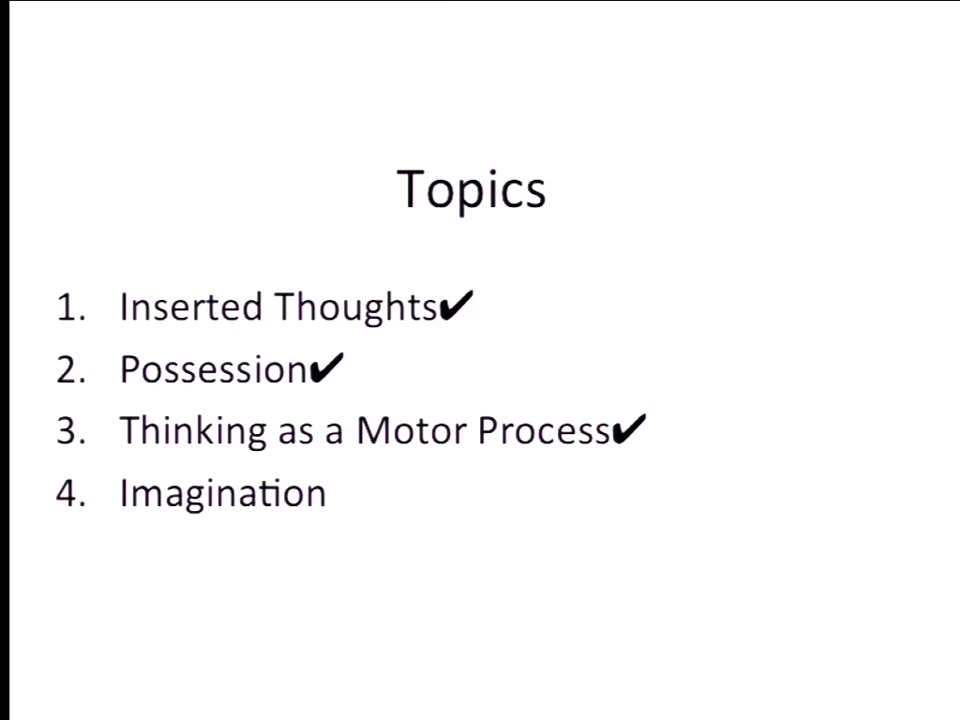 Topics
1. Inserted Thoughts✔
2. Possession✔
3. Thinking as a Motor Process✔
4. Imagination